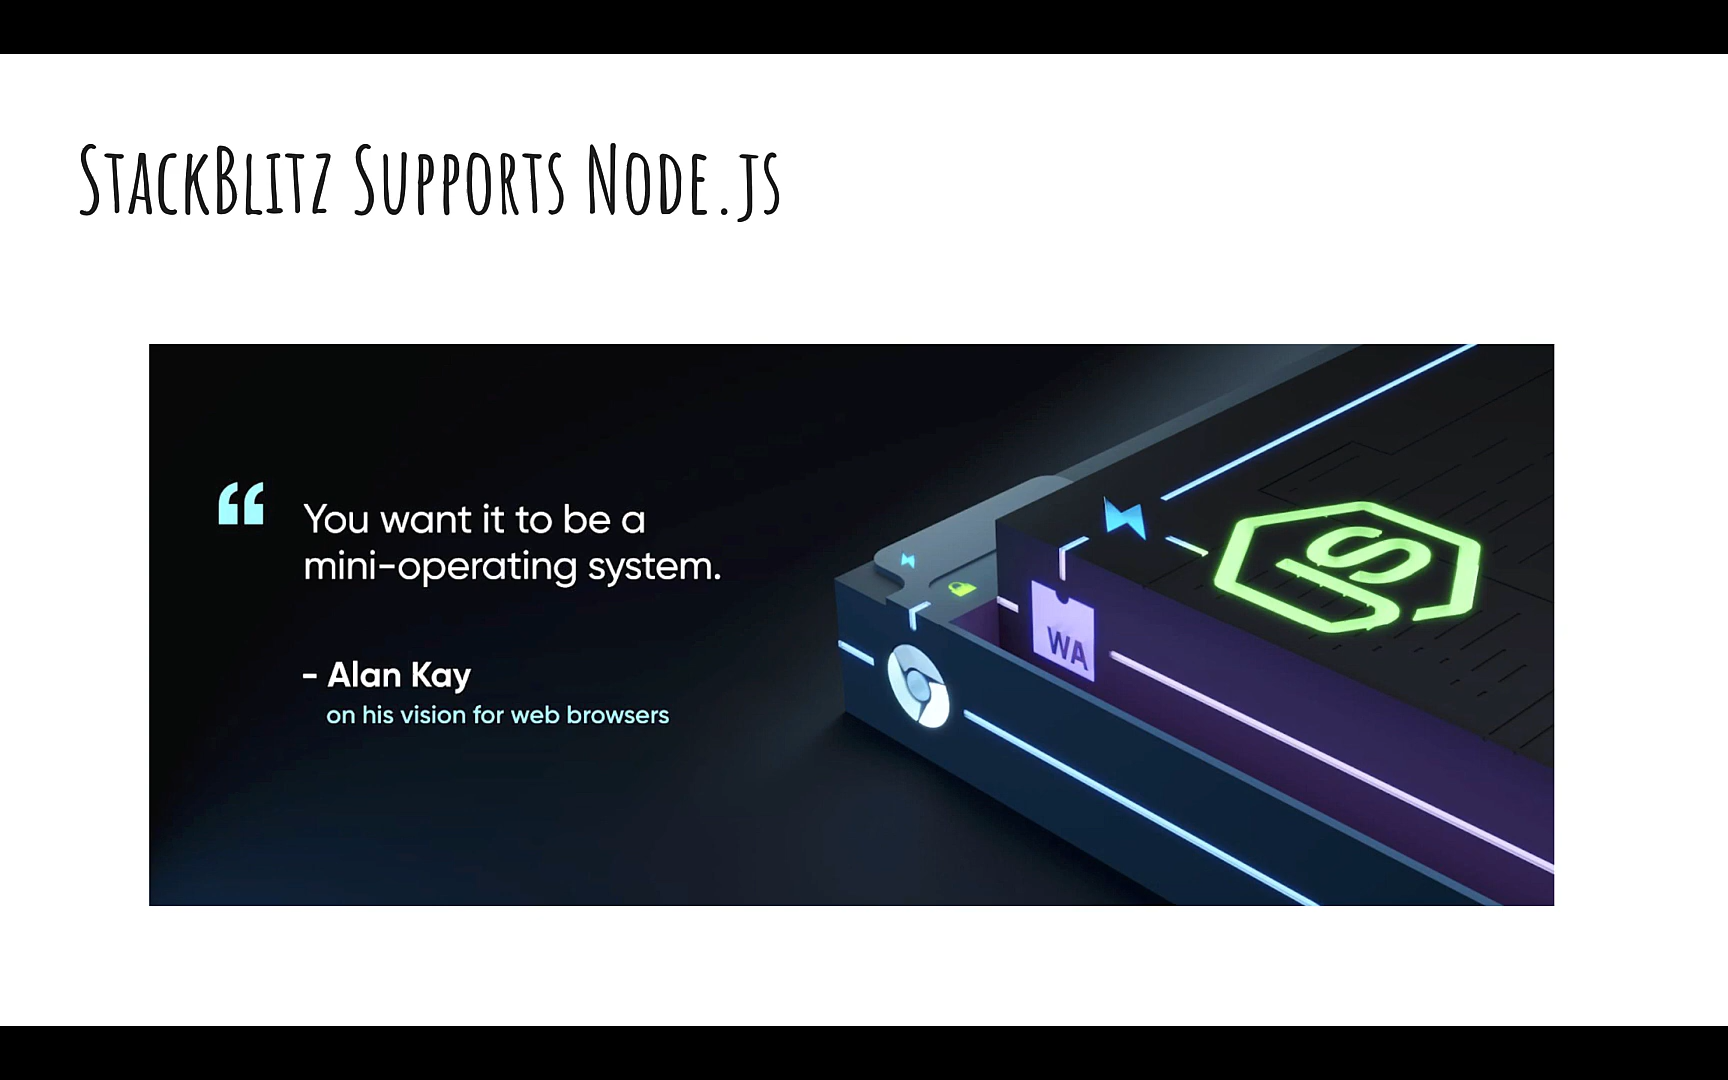 StackBlitz Supports Node.js
“ You want it to be a
mini-operating system.
- Alan Kay
on his vision for web browsers
WA
JS